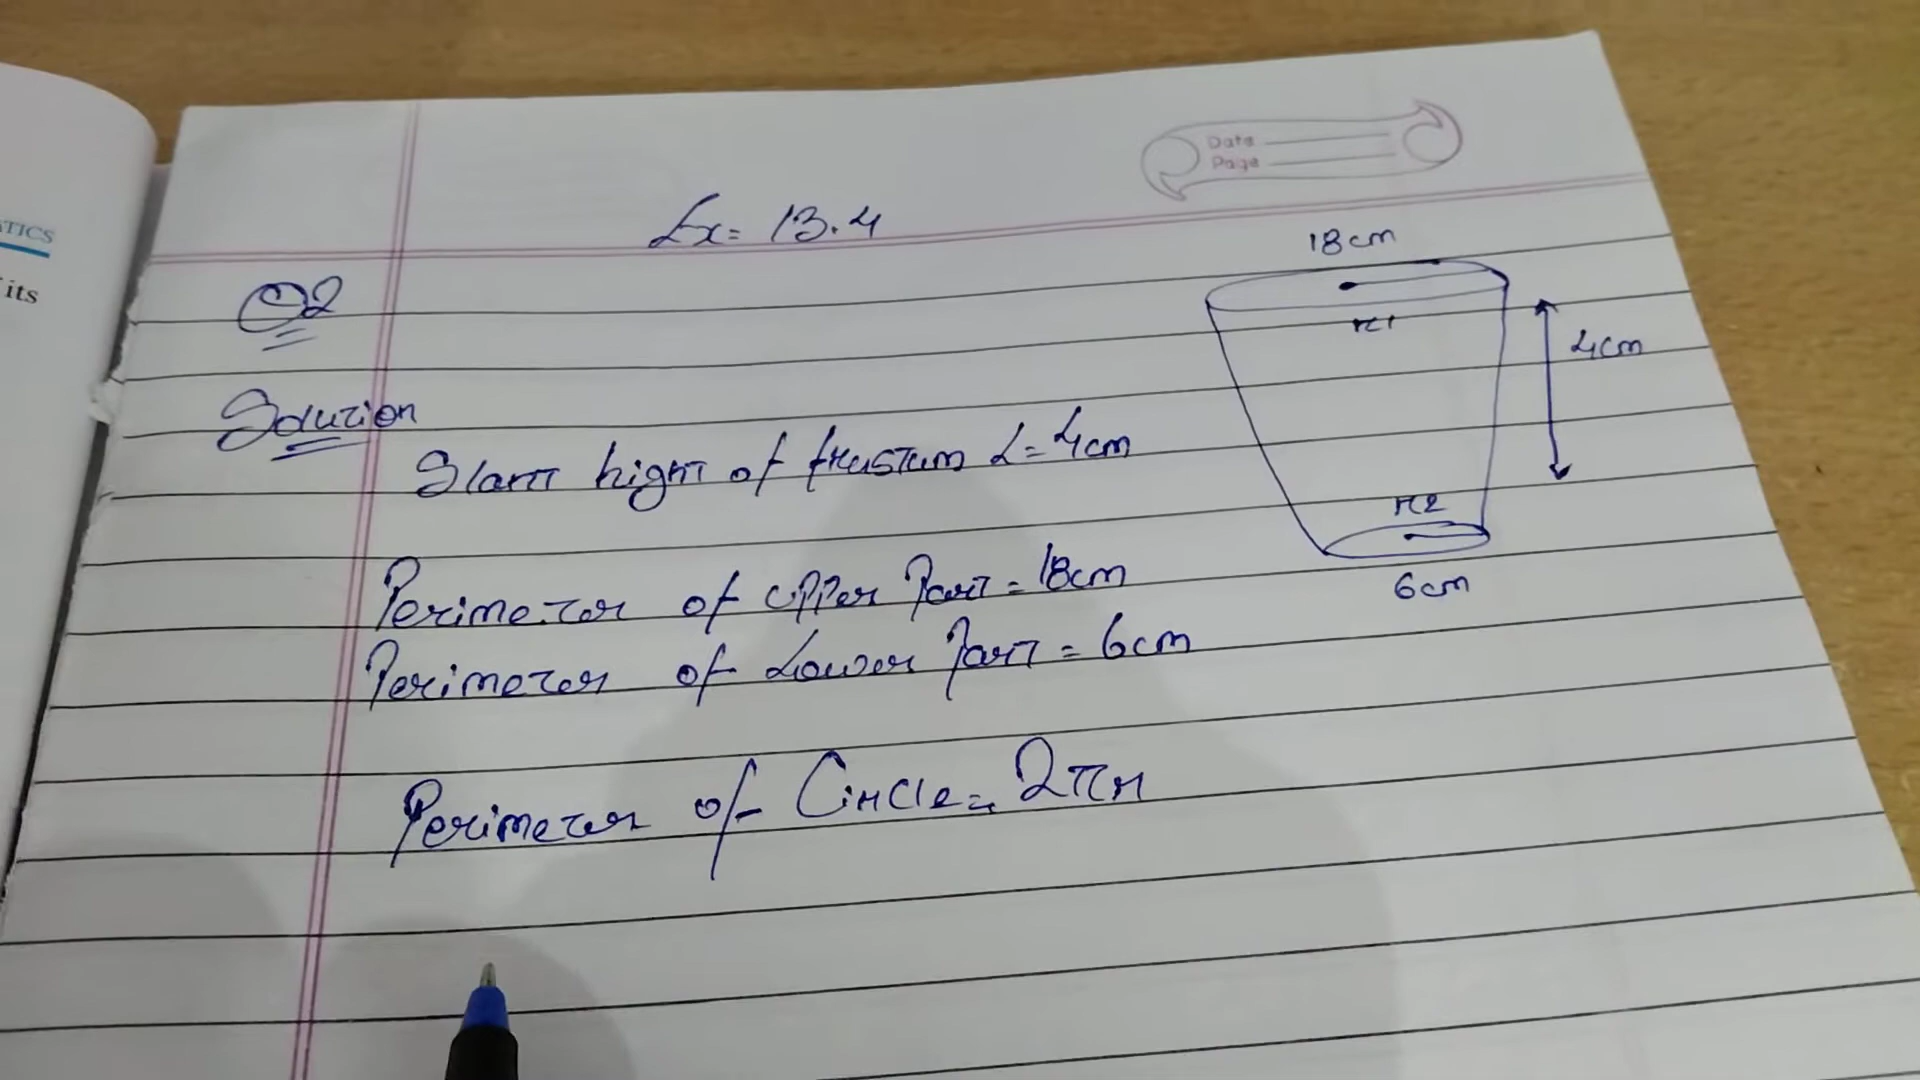 ATICS
its
Date
Page
Ex= 13.4
Q2
18cm
r1
4cm
r2
6cm
Solution
Slant hight of frustum L= 4cm
Perimeter of upper Part = 18cm
Perimeter of Lower Part = 6cm
Perimeter of Circle = 2πr